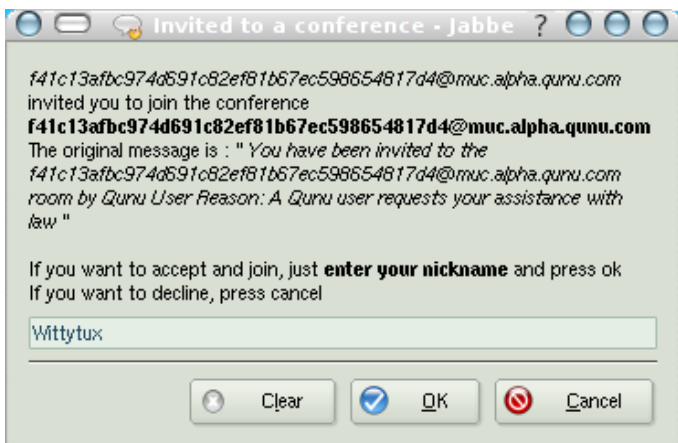 Invited to a conference - Jabbe ?
f41c13afbc974d691c82ef81b67ec598654817d4@muc.alpha.qunu.com
invited you to join the conference
f41c13afbc974d691c82ef81b67ec598654817d4@muc.alpha.qunu.com
The original message is : " You have been invited to the
f41c13afbc974d691c82ef81b67ec598654817d4@muc.alpha.qunu.com
room by Qunu User Reason: A Qunu user requests your assistance with
law "
If you want to accept and join, just enter your nickname and press ok
If you want to decline, press cancel
Wittytux
Clear OK Cancel